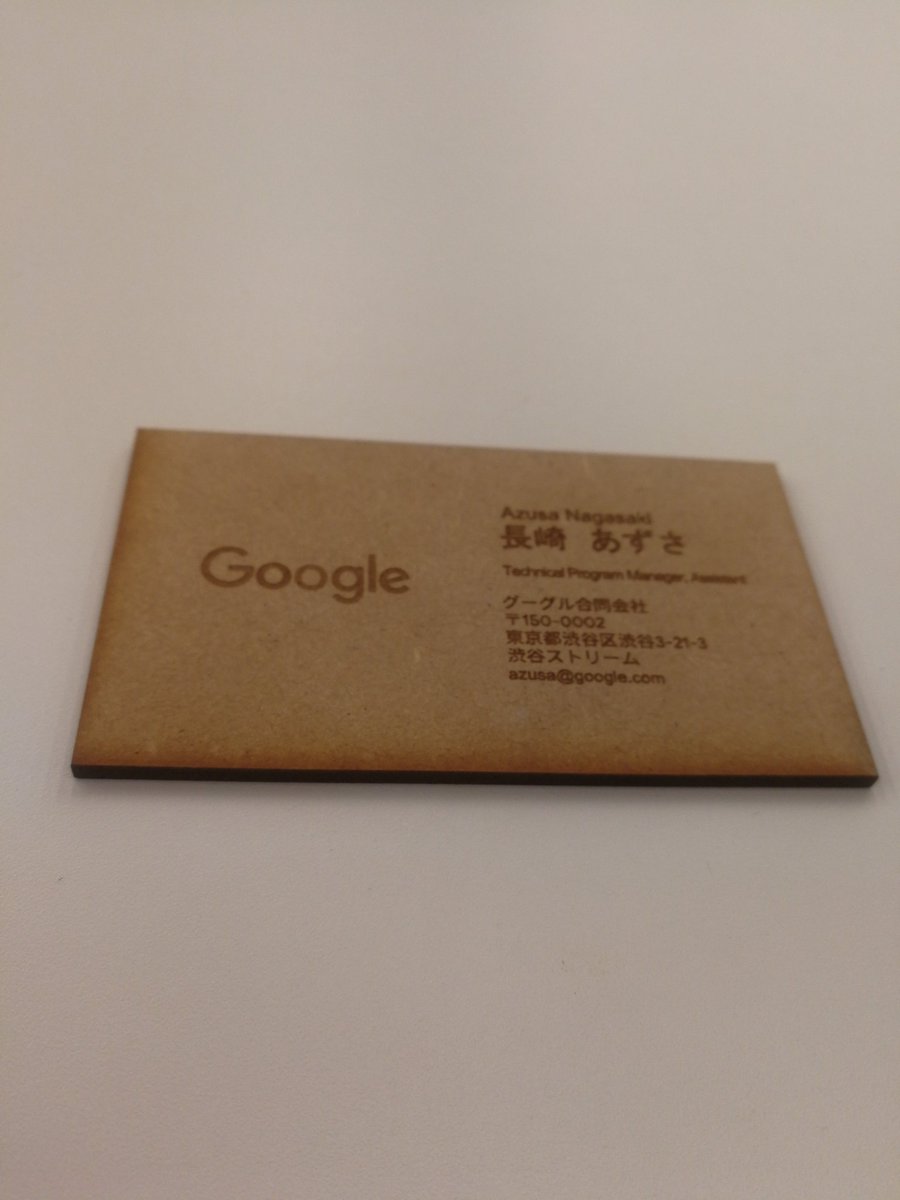 Google
Azusa Nagasaki
長崎 あずさ
Technical Program Manager, Assistant
グーグル合同会社
〒150-0002
東京都渋谷区渋谷3-21-3
渋谷ストリーム
azusa@google.com